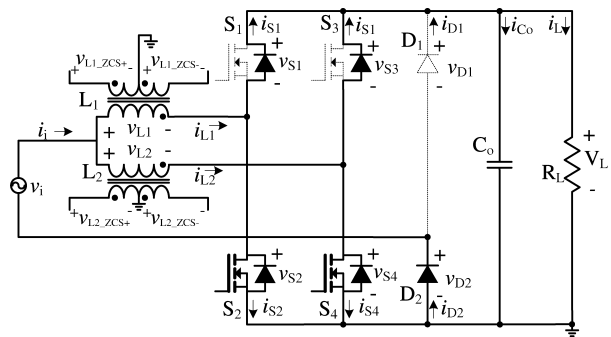 S1 iS1 S3 iS1 D1 iD1 iCo iL
+ vL1_ZCS+ - + vL1_ZCS- -
+ vS1 - + vS3 - + vD1 -
L1
ii + vL1 - iL1
+ vL2 - iL2
L2
Co
RL + VL -
vi
+ vL2_ZCS+ - + vL2_ZCS- -
+ vS2 - + vS4 - + vD2 -
S2 iS2 S4 iS4 D2 iD2